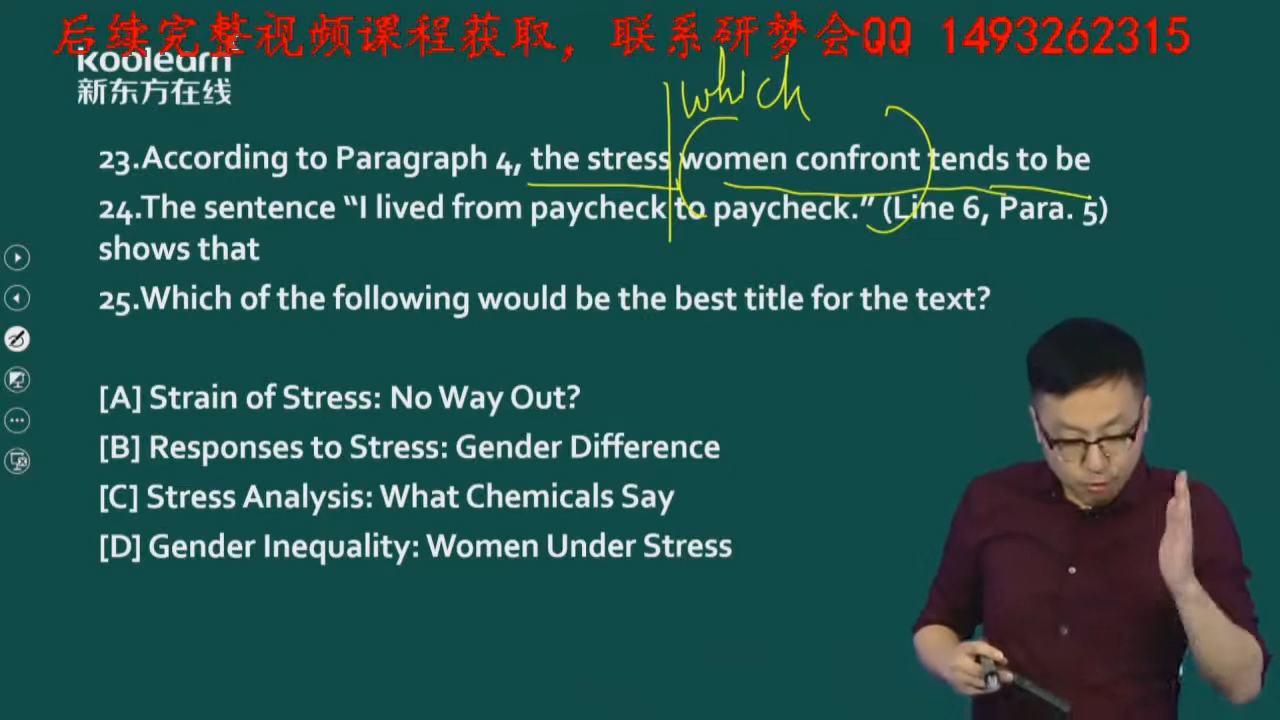 后续完整视频课程获取，联系研梦会QQ 1493262315
koolearn
新东方在线
which
23.According to Paragraph 4, the stress women confront tends to be
24.The sentence “I lived from paycheck to paycheck.” (Line 6, Para. 5)
shows that
25.Which of the following would be the best title for the text?
[A] Strain of Stress: No Way Out?
[B] Responses to Stress: Gender Difference
[C] Stress Analysis: What Chemicals Say
[D] Gender Inequality: Women Under Stress